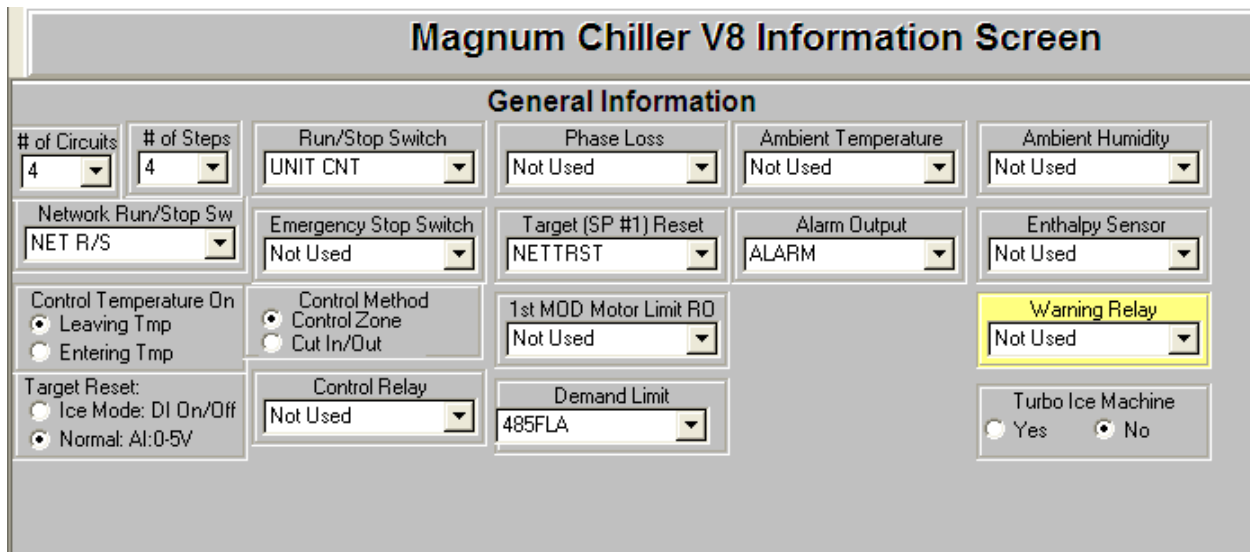 Magnum Chiller V8 Information Screen
General Information
# of Circuits
4
# of Steps
4
Run/Stop Switch
UNIT CNT
Phase Loss
Not Used
Ambient Temperature
Not Used
Ambient Humidity
Not Used
Network Run/Stop Sw
NET R/S
Emergency Stop Switch
Not Used
Target (SP #1) Reset
NETTRST
Alarm Output
ALARM
Enthalpy Sensor
Not Used
Control Temperature On
Leaving Tmp
Entering Tmp
Control Method
Control Zone
Cut In/Out
1st MOD Motor Limit RO
Not Used
Warning Relay
Not Used
Target Reset:
Ice Mode: DI On/Off
Normal: AI:0-5V
Control Relay
Not Used
Demand Limit
485FLA
Turbo Ice Machine
Yes No